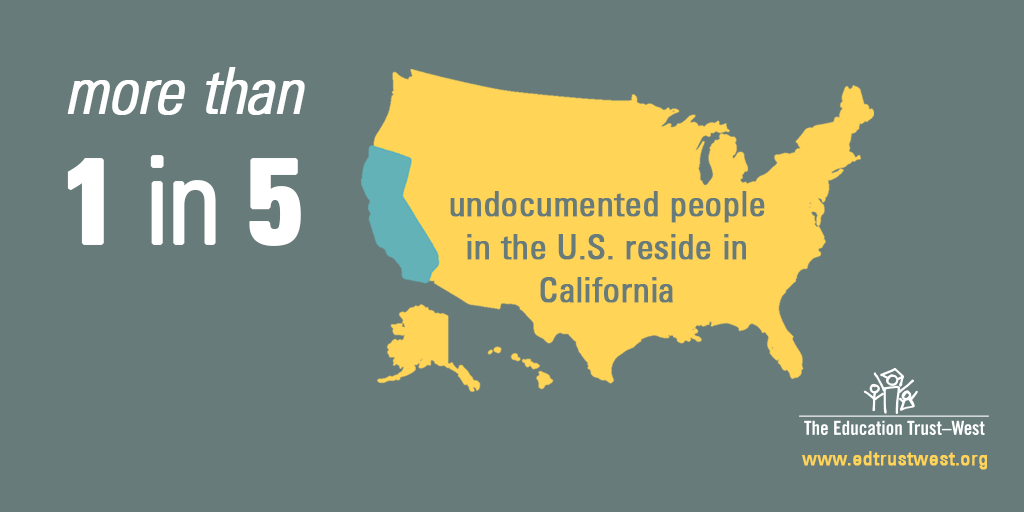 more than
1 in 5
undocumented people
in the U.S. reside in
California
The Education Trust–West
www.edtrustwest.org